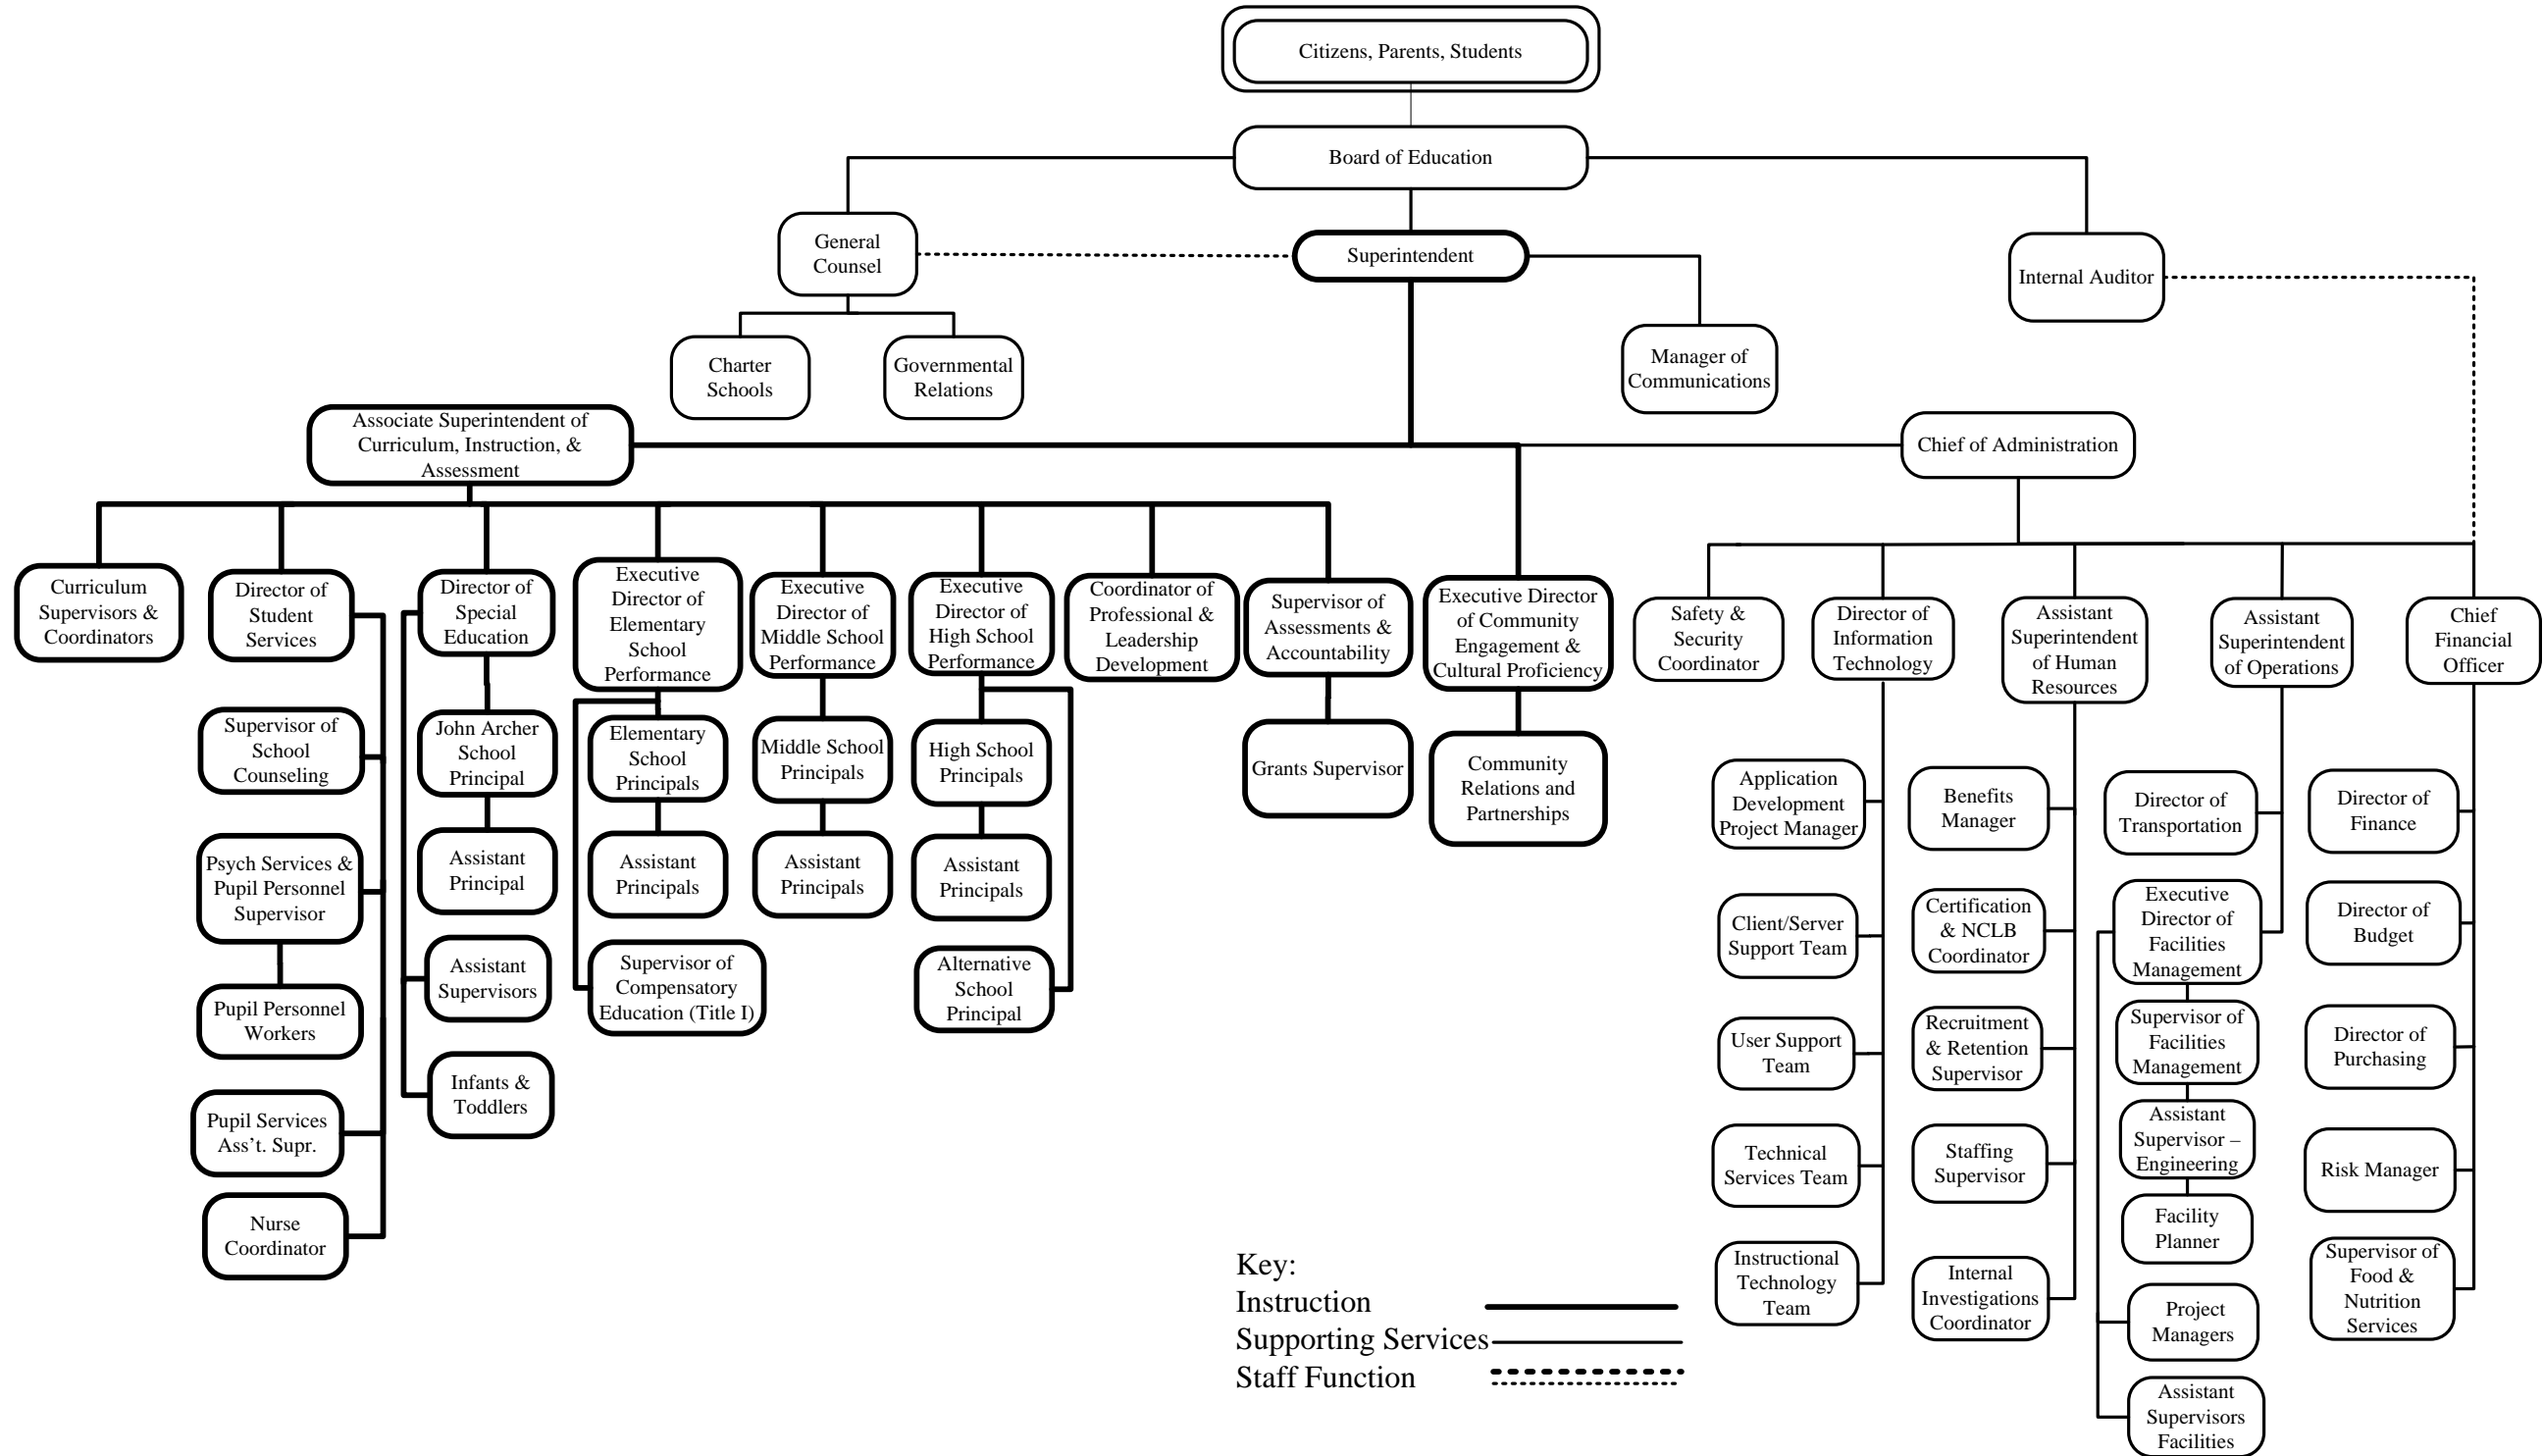 Citizens, Parents, Students
Board of Education
General
Counsel
Superintendent
Internal Auditor
Charter
Schools
Governmental
Relations
Manager of
Communications
Associate Superintendent of
Curriculum, Instruction, &
Assessment
Chief of Administration
Curriculum
Supervisors &
Coordinators
Director of
Student
Services
Director of
Special
Education
Executive
Director of
Elementary
School
Performance
Executive
Director of
Middle School
Performance
Executive
Director of
High School
Performance
Coordinator of
Professional &
Leadership
Development
Supervisor of
Assessments &
Accountability
Executive Director
of Community
Engagement &
Cultural Proficiency
Safety &
Security
Coordinator
Director of
Information
Technology
Assistant
Superintendent
of Human
Resources
Assistant
Superintendent
of Operations
Chief
Financial
Officer
Supervisor of
School
Counseling
John Archer
School
Principal
Elementary
School
Principals
Middle School
Principals
High School
Principals
Grants Supervisor
Community
Relations and
Partnerships
Application
Development
Project Manager
Benefits
Manager
Director of
Transportation
Director of
Finance
Psych Services &
Pupil Personnel
Supervisor
Assistant
Principal
Assistant
Principals
Assistant
Principals
Assistant
Principals
Client/Server
Support Team
Certification
& NCLB
Coordinator
Executive
Director of
Facilities
Management
Director of
Budget
Pupil Personnel
Workers
Assistant
Supervisors
Supervisor of
Compensatory
Education (Title I)
Alternative
School
Principal
User Support
Team
Recruitment
& Retention
Supervisor
Supervisor of
Facilities
Management
Director of
Purchasing
Infants &
Toddlers
Pupil Services
Ass’t. Supr.
Technical
Services Team
Staffing
Supervisor
Assistant
Supervisor –
Engineering
Risk Manager
Nurse
Coordinator
Facility
Planner
Instructional
Technology
Team
Internal
Investigations
Coordinator
Supervisor of
Food &
Nutrition
Services
Project
Managers
Assistant
Supervisors
Facilities
Key:
Instruction
Supporting Services
Staff Function